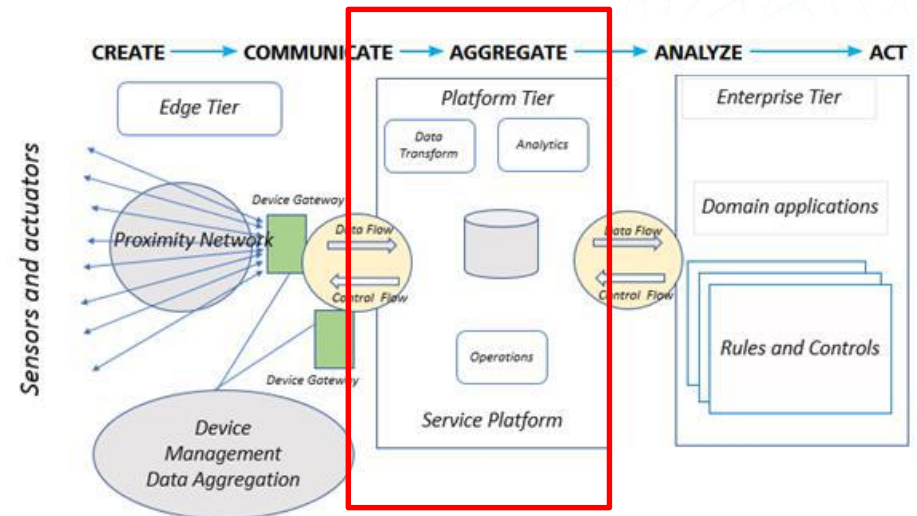 CREATE COMMUNICATE AGGREGATE ANALYZE ACT
Edge Tier
Sensors and actuators
Proximity Network
Device Gateway
Data Flow
Control Flow
Device Gateway
Device
Management
Data Aggregation
Platform Tier
Data
Transform
Analytics
Operations
Service Platform
Data Flow
Control Flow
Enterprise Tier
Domain applications
Rules and Controls